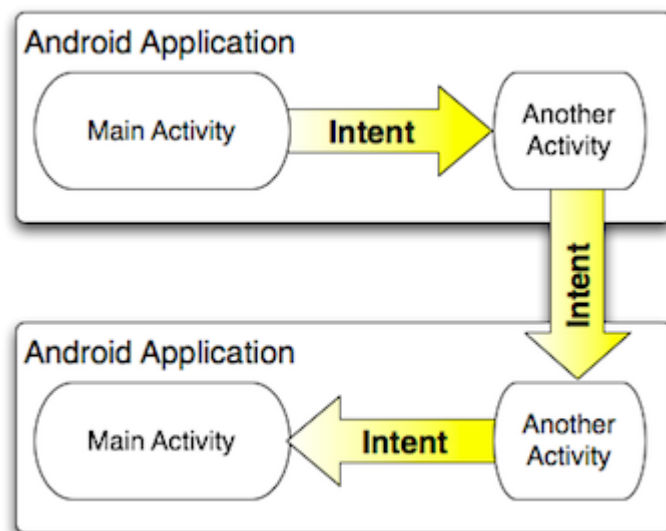 Android Application
Main Activity
Intent
Another
Activity
Intent
Android Application
Main Activity
Intent
Another
Activity